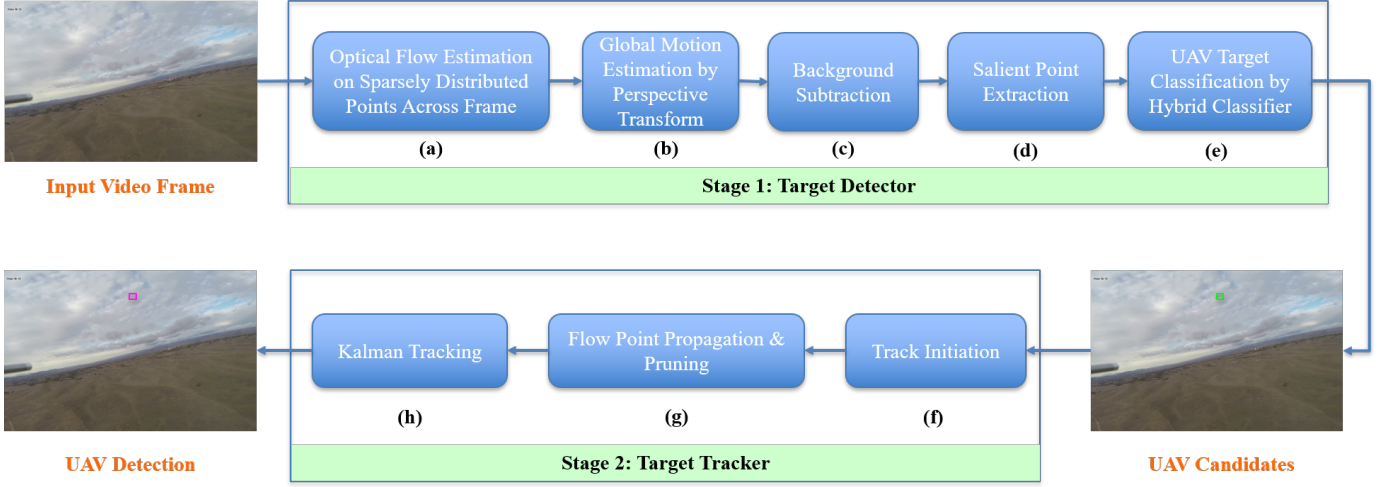 Optical Flow Estimation
on Sparsely Distributed
Points Across Frame
(a)
Global Motion
Estimation by
Perspective
Transform
(b)
Background
Subtraction
(c)
Salient Point
Extraction
(d)
UAV Target
Classification by
Hybrid Classifier
(e)
Input Video Frame
Stage 1: Target Detector
Kalman Tracking
(h)
Flow Point Propagation &
Pruning
(g)
Track Initiation
(f)
UAV Detection
Stage 2: Target Tracker
UAV Candidates